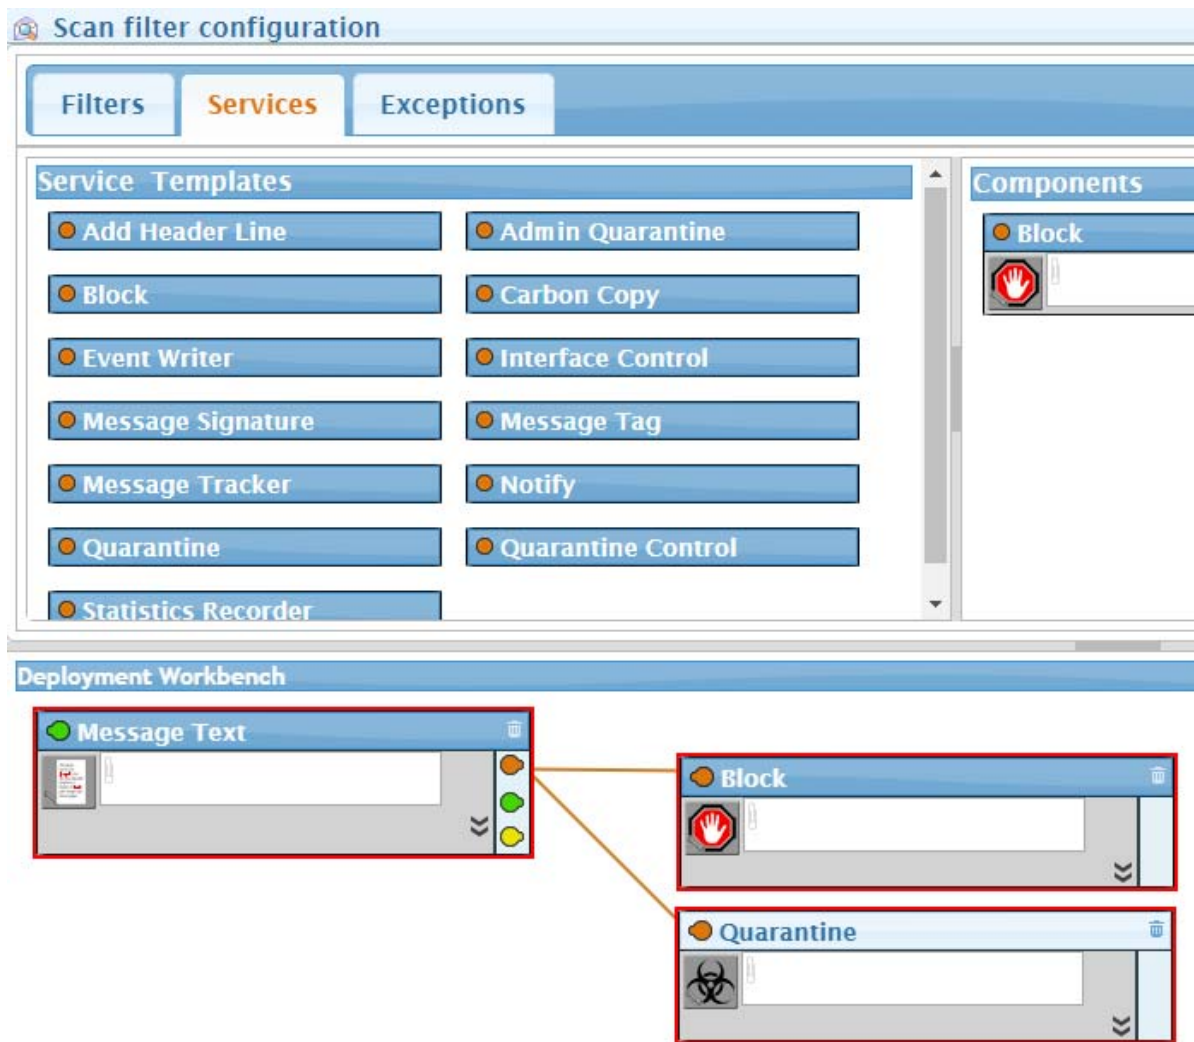 Scan filter configuration
Filters Services Exceptions
Service Templates
Components
Add Header Line
Admin Quarantine
Block
Block
Carbon Copy
Event Writer
Interface Control
Message Signature
Message Tag
Message Tracker
Notify
Quarantine
Quarantine Control
Statistics Recorder
Deployment Workbench
Message Text
Block
Quarantine